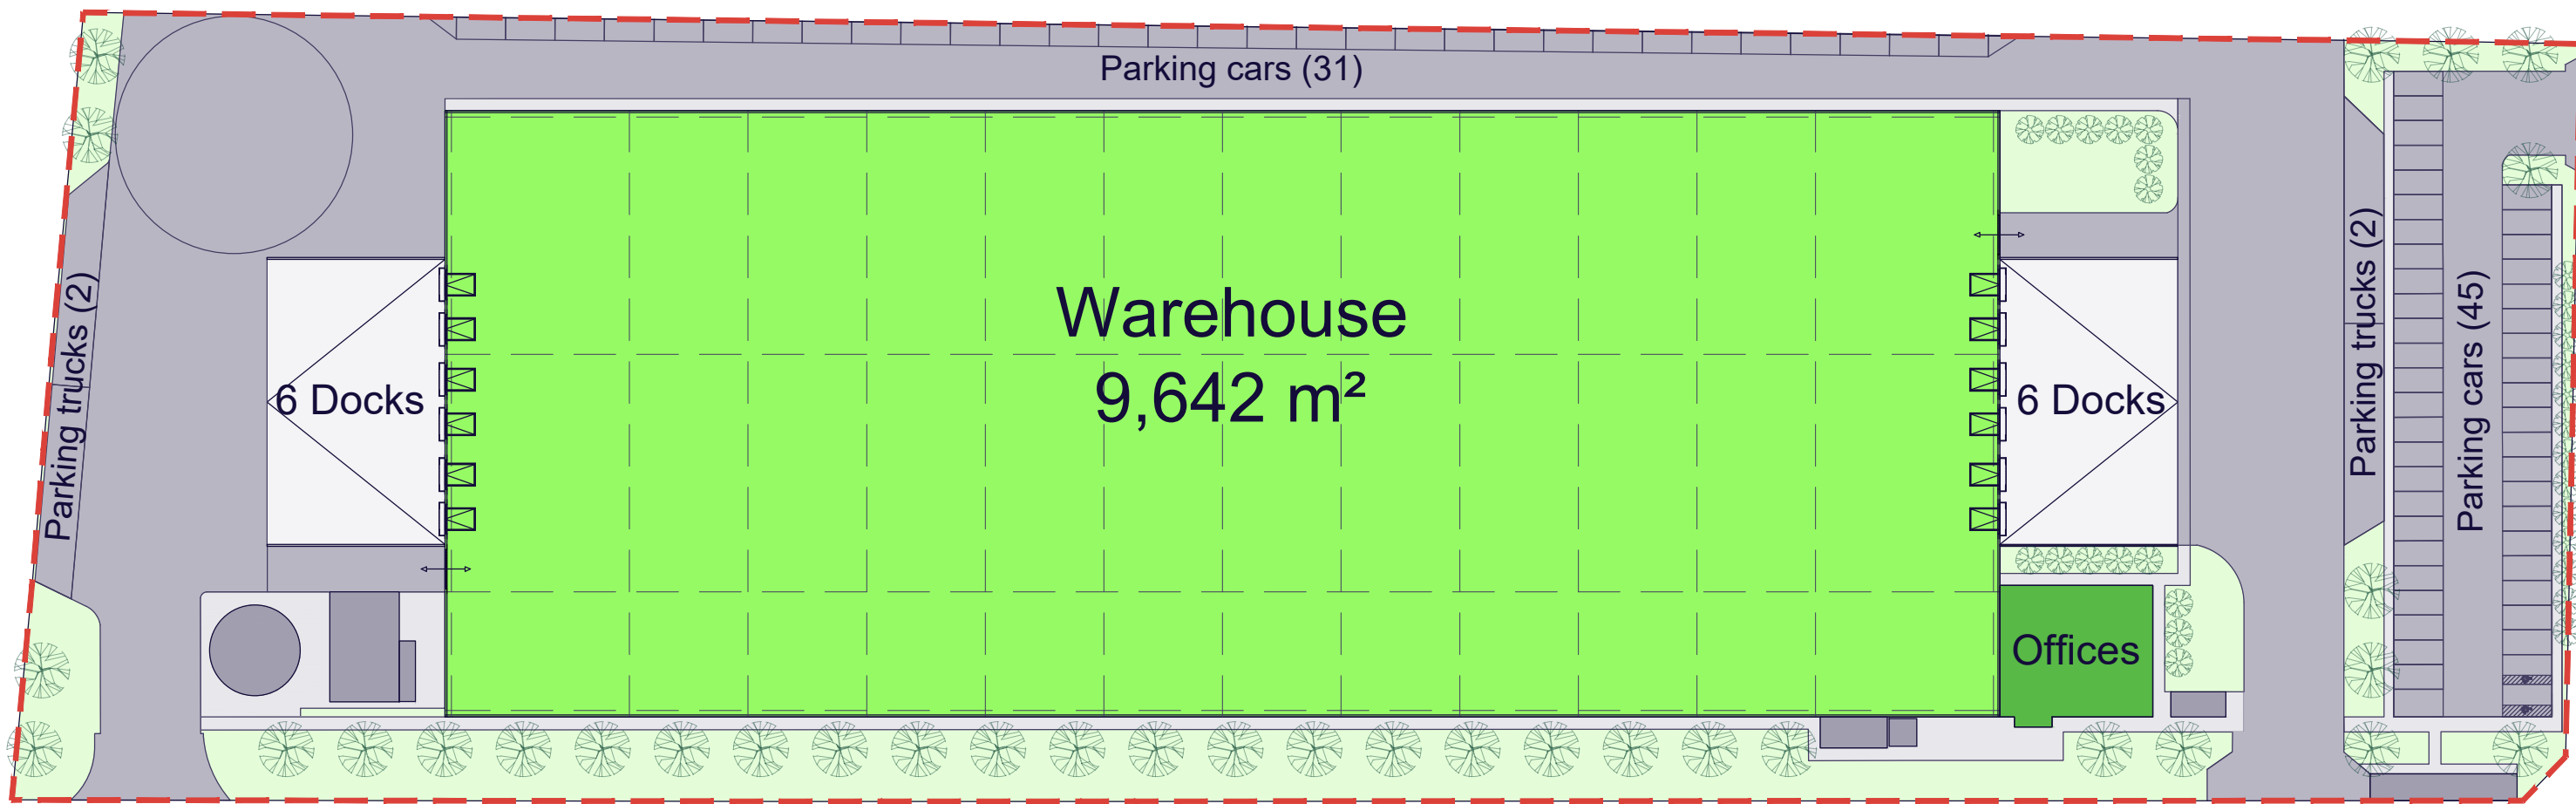 Parking cars (31)
Warehouse
9,642 m²
6 Docks
6 Docks
Parking trucks (2)
Parking trucks (2)
Parking cars (45)
Offices